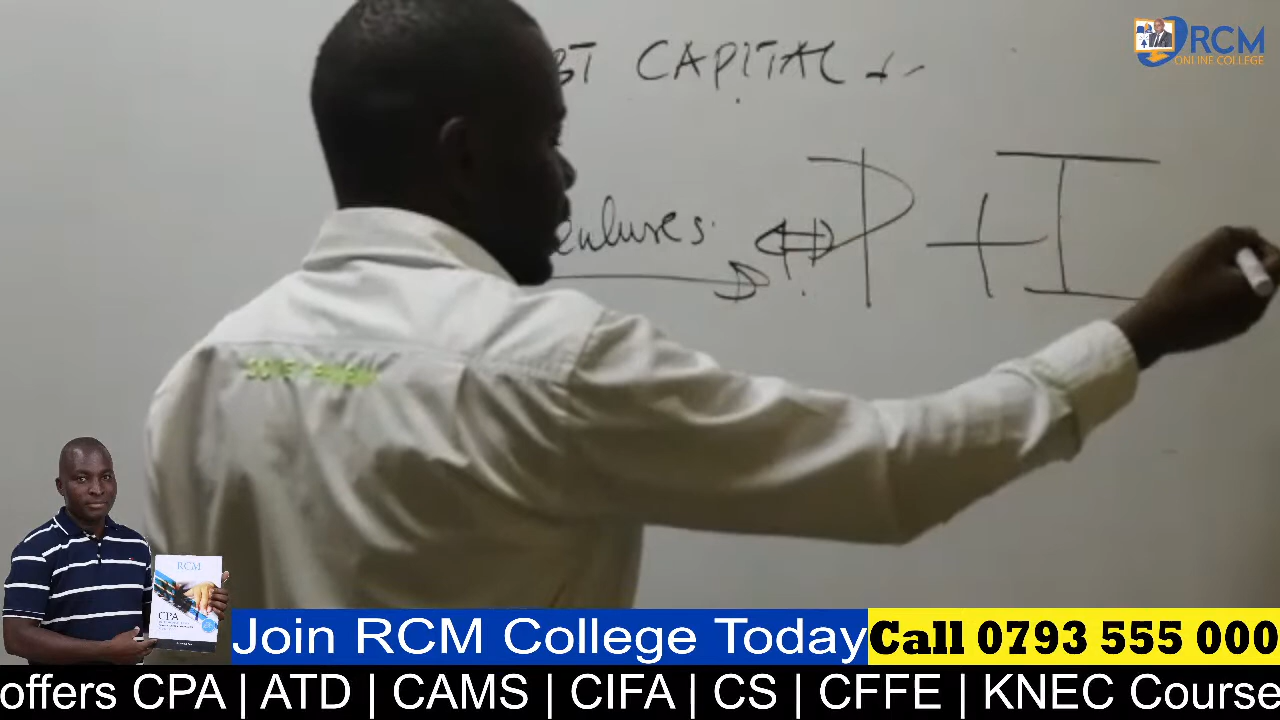 RCM
ONLINE COLLEGE
BT CAPITAL
enlures.
P + I
RCM
CPA
Join RCM College Today
Call 0793 555 000
offers CPA | ATD | CAMS | CIFA | CS | CFFE | KNEC Course